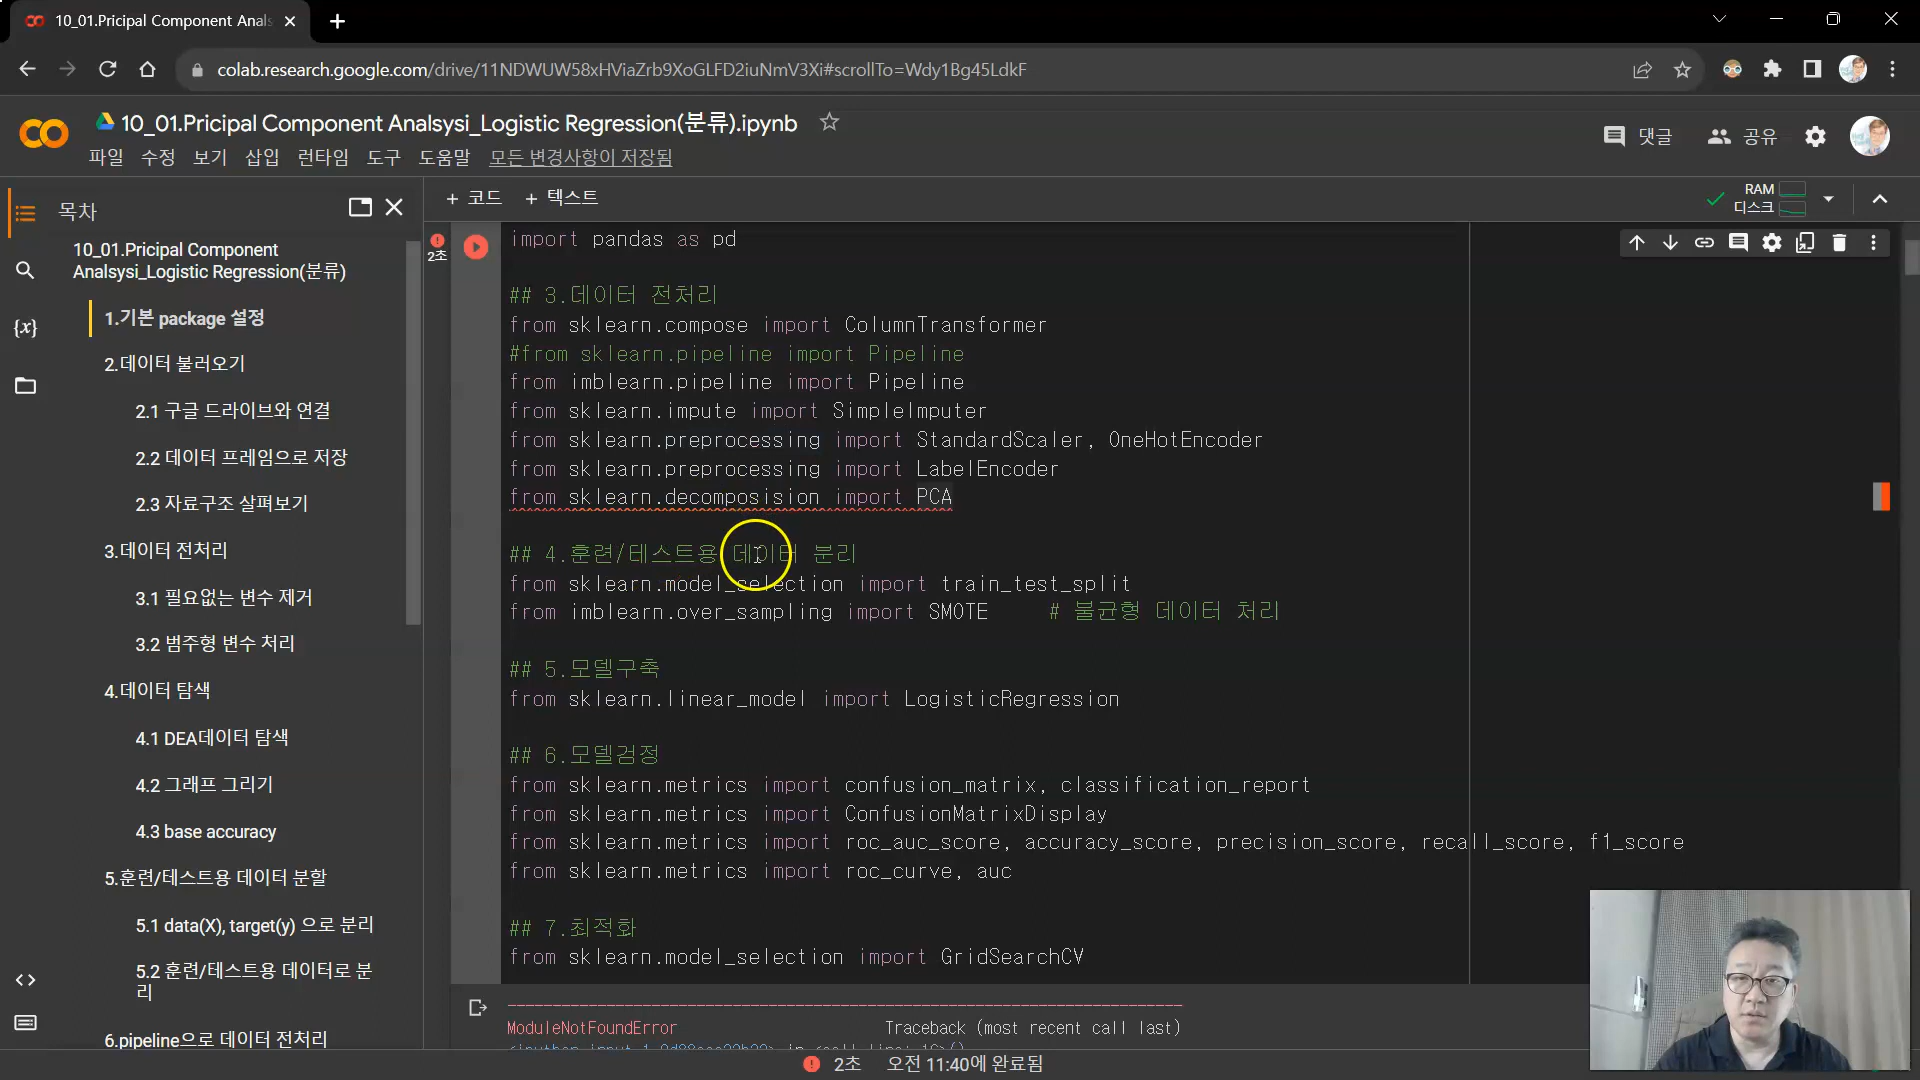 10_01.Pricipal Component Anals
colab.research.google.com/drive/11NDWUW58xHViaZrb9XoGLFD2iuNmV3Xi#scrollTo=Wdy1Bg45LdkF
10_01.Pricipal Component Analsysi_Logistic Regression(분류).ipynb
댓글
공유
파일 수정 보기 삽입 런타임 도구 도움말 모든 변경사항이 저장됨
목차
+ 코드 + 텍스트
RAM
디스크
10_01.Pricipal Component
Analsysi_Logistic Regression(분류)
1.기본 package 설정
2.데이터 불러오기
2.1 구글 드라이브와 연결
2.2 데이터 프레임으로 저장
2.3 자료구조 살펴보기
3.데이터 전처리
3.1 필요없는 변수 제거
3.2 범주형 변수 처리
4.데이터 탐색
4.1 DEA데이터 탐색
4.2 그래프 그리기
4.3 base accuracy
5.훈련/테스트용 데이터 분할
5.1 data(X), target(y) 으로 분리
5.2 훈련/테스트용 데이터로 분
리
6.pipeline으로 데이터 전처리
{x}
2초
import pandas as pd
## 3.데이터 전처리
from sklearn.compose import ColumnTransformer
#from sklearn.pipeline import Pipeline
from imblearn.pipeline import Pipeline
from sklearn.impute import SimpleImputer
from sklearn.preprocessing import StandardScaler, OneHotEncoder
from sklearn.preprocessing import LabelEncoder
from sklearn.decomposision import PCA
## 4.훈련/테스트용 데이터 분리
from sklearn.model_selection import train_test_split
from imblearn.over_sampling import SMOTE # 불균형 데이터 처리
## 5.모델구축
from sklearn.linear_model import LogisticRegression
## 6.모델검정
from sklearn.metrics import confusion_matrix, classification_report
from sklearn.metrics import ConfusionMatrixDisplay
from sklearn.metrics import roc_auc_score, accuracy_score, precision_score, recall_score, f1_score
from sklearn.metrics import roc_curve, auc
## 7.최적화
from sklearn.model_selection import GridSearchCV
ModuleNotFoundError Traceback (most recent call last)
2초 오전 11:40에 완료됨